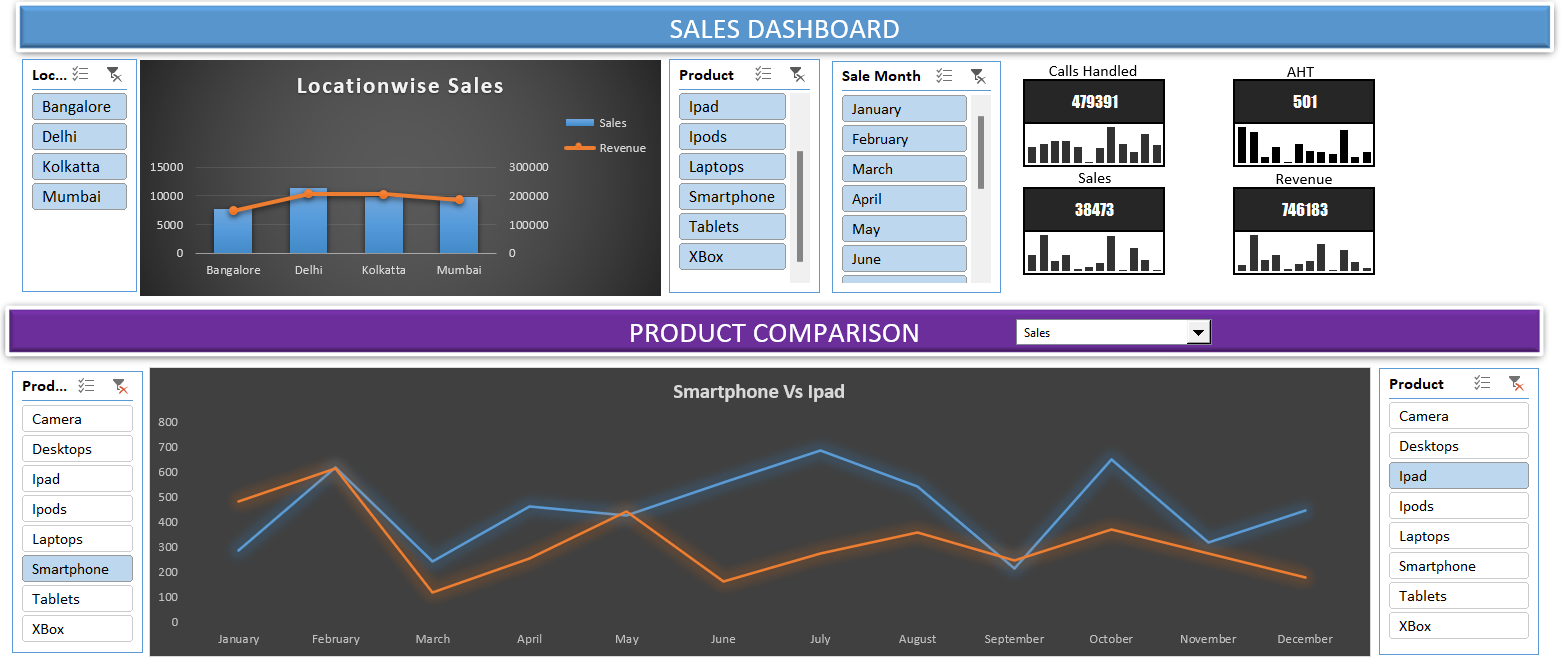 SALES DASHBOARD
Loc...
Bangalore
Delhi
Kolkatta
Mumbai
Locationwise Sales
Sales
Revenue
15000
10000
5000
0
300000
200000
100000
0
Bangalore Delhi Kolkatta Mumbai
Product
Ipad
Ipods
Laptops
Smartphone
Tablets
XBox
Sale Month
January
February
March
April
May
June
Calls Handled
479391
AHT
501
Sales
38473
Revenue
746183
PRODUCT COMPARISON
Sales
Prod...
Camera
Desktops
Ipad
Ipods
Laptops
Smartphone
Tablets
XBox
Smartphone Vs Ipad
800
700
600
500
400
300
200
100
0
January February March April May June July August September October November December
Product
Camera
Desktops
Ipad
Ipods
Laptops
Smartphone
Tablets
XBox